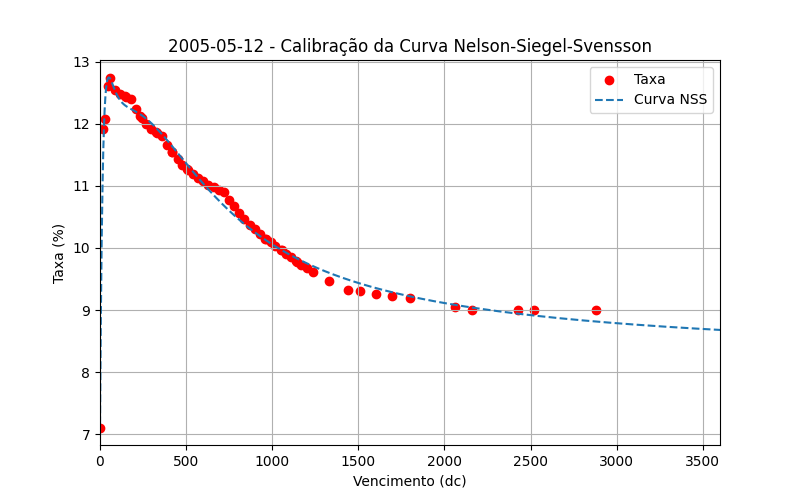 2005-05-12 - Calibração da Curva Nelson-Siegel-Svensson
Taxa
Curva NSS
13
12
11
10
9
8
7
Taxa (%)
0 500 1000 1500 2000 2500 3000 3500
Vencimento (dc)